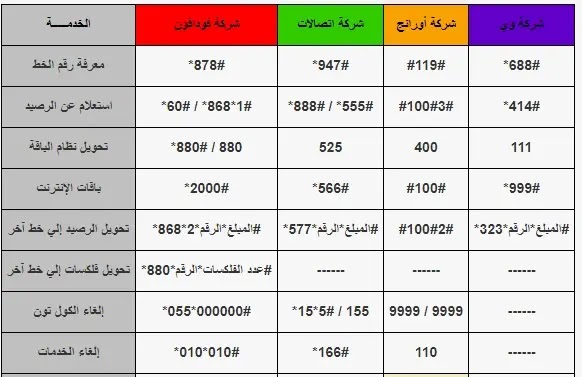 الخدمــــة شركة فودافون شركة اتصالات شركة أورانج شركة وي
معرفة رقم الخط *878# *947# #119# *688#
استعلام عن الرصيد *60# / *868*1# *888# / *555# #100#3# *414#
تحويل نظام الباقة *880# / 880 525 400 111
باقات الإنترنت *2000# *566# #100# *999#
تحويل الرصيد إلي خط آخر *868*2*الرقم*المبلغ# *577*الرقم*المبلغ# #100#2# *323*الرقم*المبلغ#
تحويل فلكسات إلي خط آخر *880*الرقم*عدد الفلكسات# ------ ------ ------
إلغاء الكول تون *055*000000# *15*5# / 155 9999 / 9999 ------
إلغاء الخدمات *010*010# *166# 110 ------